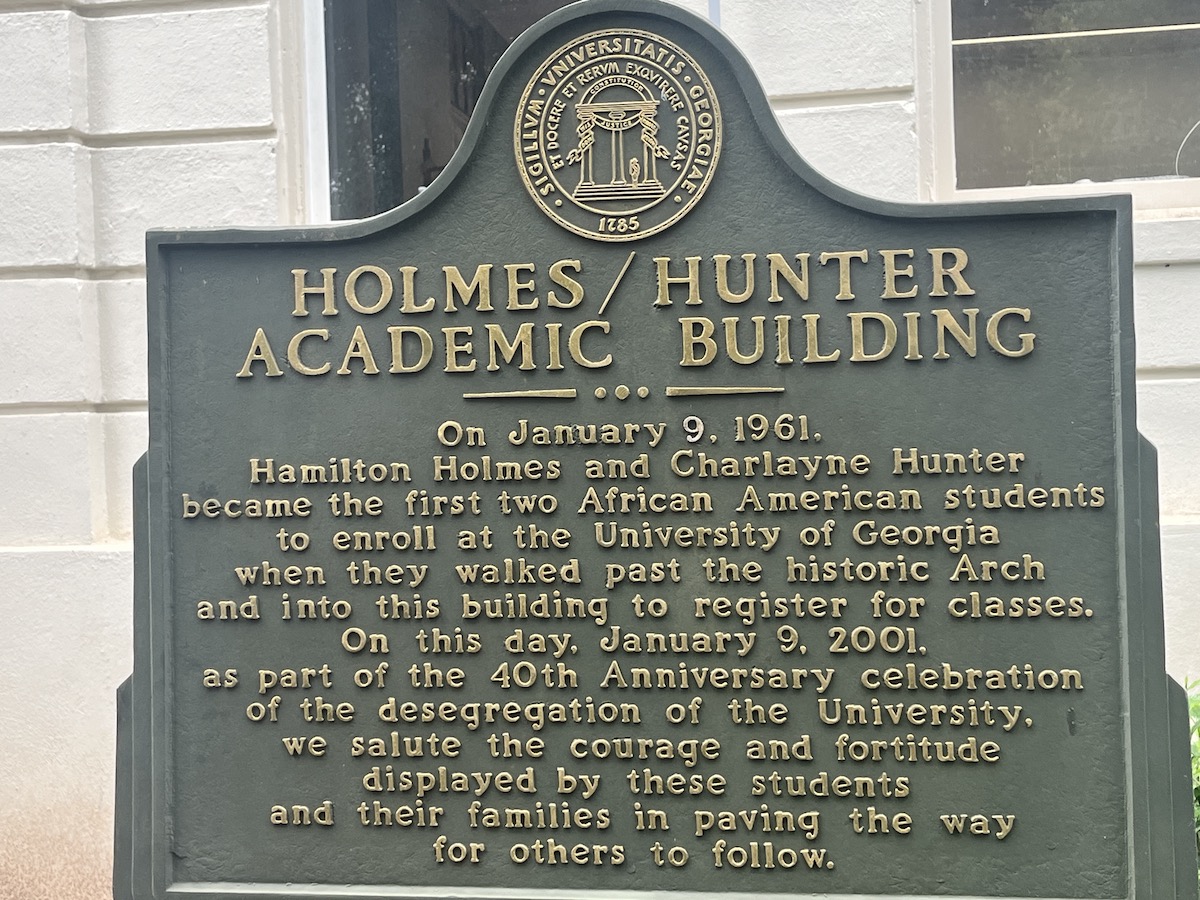 · SIGILLVM · VNIVERSITATIS · GEORGIAE ·
ET DOCERE ET RERVM EXQVIRERE CAVSAS
CONSTITUTION
JUSTICE
1785
HOLMES/HUNTER
ACADEMIC BUILDING
On January 9, 1961,
Hamilton Holmes and Charlayne Hunter
became the first two African American students
to enroll at the University of Georgia
when they walked past the historic Arch
and into this building to register for classes.
On this day, January 9, 2001,
as part of the 40th Anniversary celebration
of the desegregation of the University,
we salute the courage and fortitude
displayed by these students
and their families in paving the way
for others to follow.